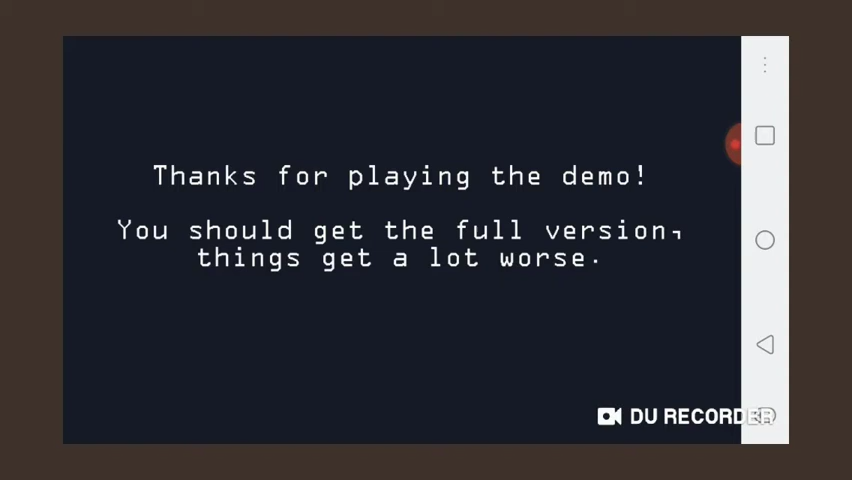 Thanks for playing the demo!
You should get the full version,
things get a lot worse.
DU RECORDER